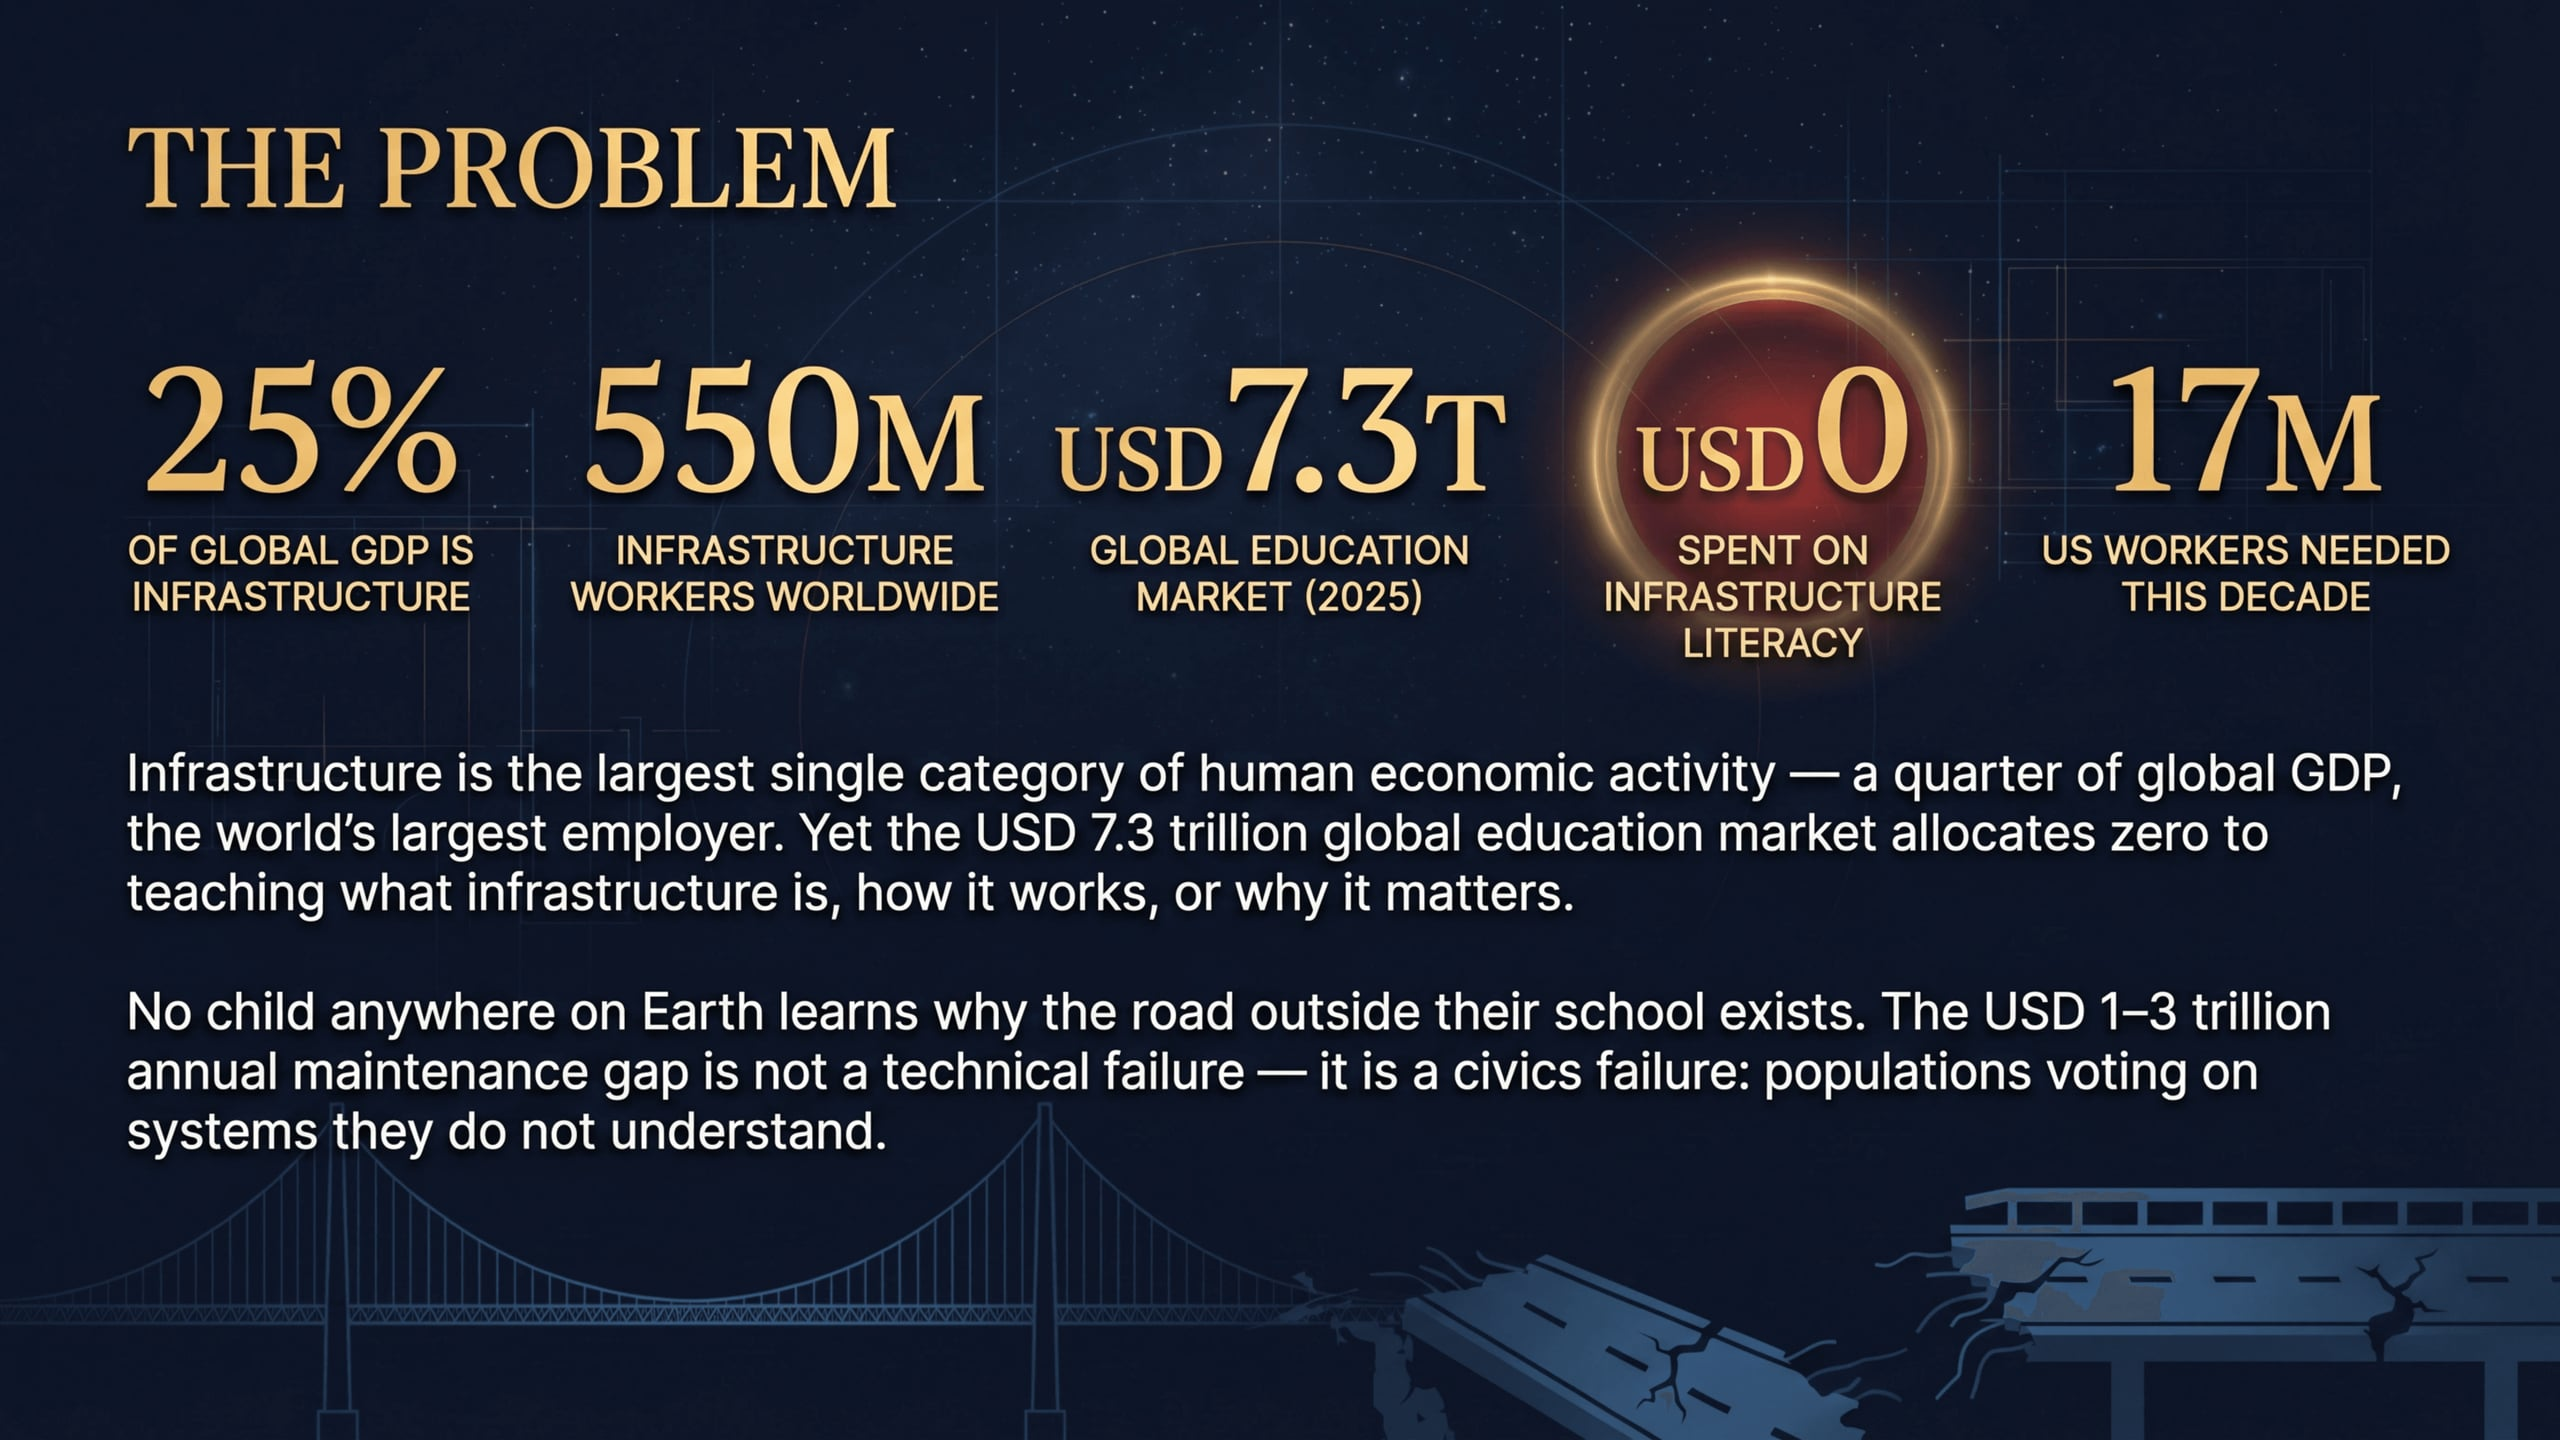 THE PROBLEM
25%
OF GLOBAL GDP IS
INFRASTRUCTURE
550M
INFRASTRUCTURE
WORKERS WORLDWIDE
USD7.3T
GLOBAL EDUCATION
MARKET (2025)
USD0
SPENT ON
INFRASTRUCTURE
LITERACY
17M
US WORKERS NEEDED
THIS DECADE
Infrastructure is the largest single category of human economic activity — a quarter of global GDP,
the world’s largest employer. Yet the USD 7.3 trillion global education market allocates zero to
teaching what infrastructure is, how it works, or why it matters.
No child anywhere on Earth learns why the road outside their school exists. The USD 1–3 trillion
annual maintenance gap is not a technical failure — it is a civics failure: populations voting on
systems they do not understand.